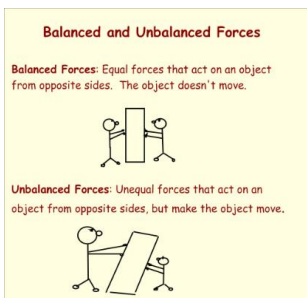 Balanced and Unbalanced Forces
Balanced Forces: Equal forces that act on an object
from opposite sides. The object doesn't move.
Unbalanced Forces: Unequal forces that act on an
object from opposite sides, but make the object move.